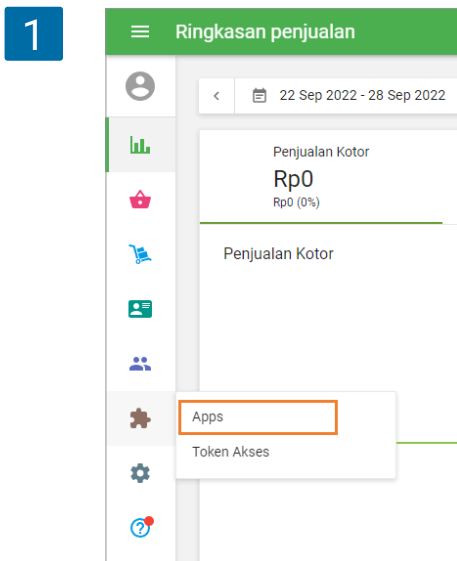 1
Ringkasan penjualan
22 Sep 2022 - 28 Sep 2022
Penjualan Kotor
Rp0
Rp0 (0%)
Penjualan Kotor
Apps
Token Akses